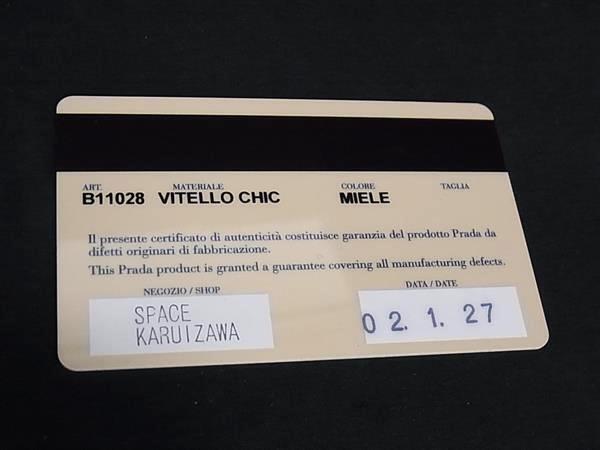 ART. MATERIALE COLORE TAGLIA
B11028 VITELLO CHIC MIELE
Il presente certificato di autenticità costituisce garanzia del prodotto Prada da
difetti originari di fabbricazione.
This Prada product is granted a guarantee covering all manufacturing defects.
NEGOZIO / SHOP DATA / DATE
SPACE
KARUIZAWA
02. 1. 27